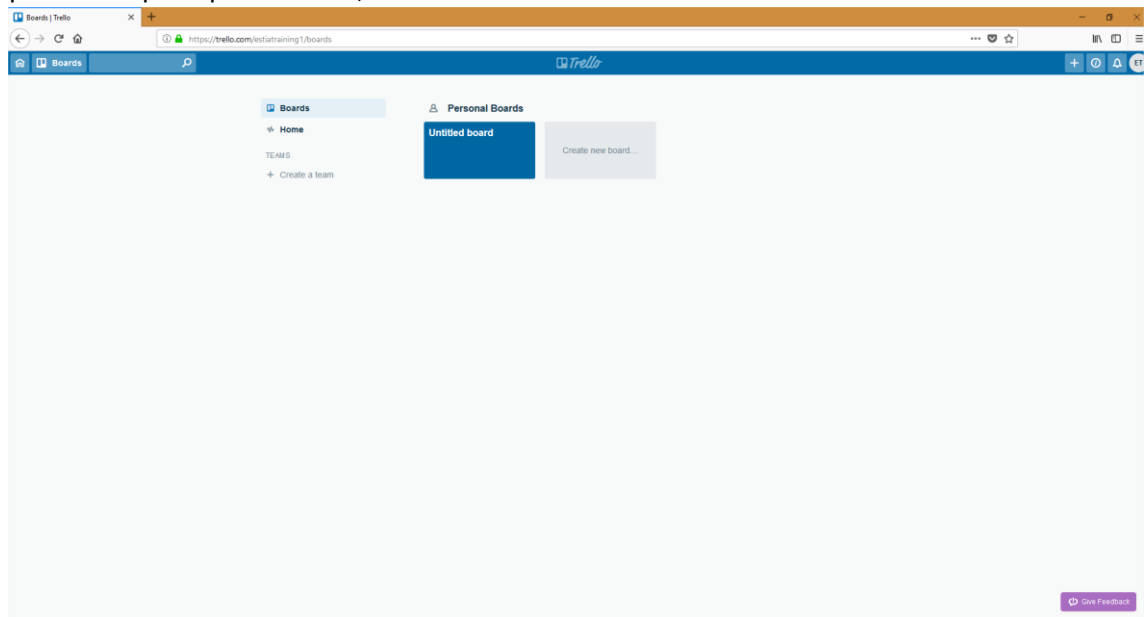 Boards | Trello
https://trello.com/estiatraining1/boards
Boards
Trello
ET
Boards
Home
TEAMS
+ Create a team
Personal Boards
Untitled board
Create new board...
Give Feedback